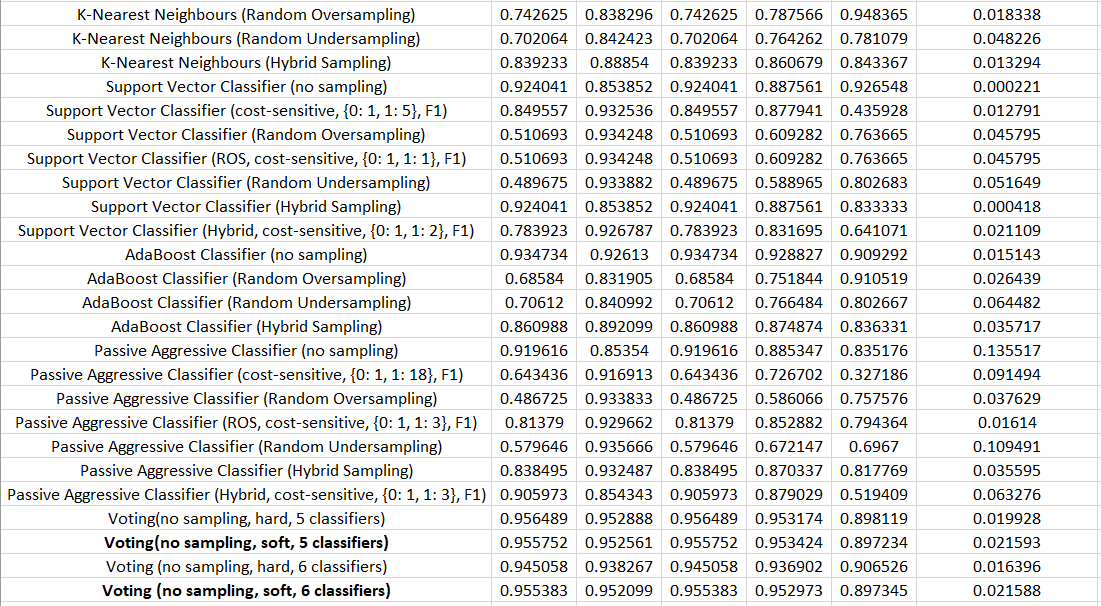 K-Nearest Neighbours (Random Oversampling) 0.742625 0.838296 0.742625 0.787566 0.948365 0.018338
K-Nearest Neighbours (Random Undersampling) 0.702064 0.842423 0.702064 0.764262 0.781079 0.048226
K-Nearest Neighbours (Hybrid Sampling) 0.839233 0.88854 0.839233 0.860679 0.843367 0.013294
Support Vector Classifier (no sampling) 0.924041 0.853852 0.924041 0.887561 0.926548 0.000221
Support Vector Classifier (cost-sensitive, {0: 1, 1: 5}, F1) 0.849557 0.932536 0.849557 0.877941 0.435928 0.012791
Support Vector Classifier (Random Oversampling) 0.510693 0.934248 0.510693 0.609282 0.763665 0.045795
Support Vector Classifier (ROS, cost-sensitive, {0: 1, 1: 1}, F1) 0.510693 0.934248 0.510693 0.609282 0.763665 0.045795
Support Vector Classifier (Random Undersampling) 0.489675 0.933882 0.489675 0.588965 0.802683 0.051649
Support Vector Classifier (Hybrid Sampling) 0.924041 0.853852 0.924041 0.887561 0.833333 0.000418
Support Vector Classifier (Hybrid, cost-sensitive, {0: 1, 1: 2}, F1) 0.783923 0.926787 0.783923 0.831695 0.641071 0.021109
AdaBoost Classifier (no sampling) 0.934734 0.92613 0.934734 0.928827 0.909292 0.015143
AdaBoost Classifier (Random Oversampling) 0.68584 0.831905 0.68584 0.751844 0.910519 0.026439
AdaBoost Classifier (Random Undersampling) 0.70612 0.840992 0.70612 0.766484 0.802667 0.064482
AdaBoost Classifier (Hybrid Sampling) 0.860988 0.892099 0.860988 0.874874 0.836331 0.035717
Passive Aggressive Classifier (no sampling) 0.919616 0.85354 0.919616 0.885347 0.835176 0.135517
Passive Aggressive Classifier (cost-sensitive, {0: 1, 1: 18}, F1) 0.643436 0.916913 0.643436 0.726702 0.327186 0.091494
Passive Aggressive Classifier (Random Oversampling) 0.486725 0.933833 0.486725 0.586066 0.757576 0.037629
Passive Aggressive Classifier (ROS, cost-sensitive, {0: 1, 1: 3}, F1) 0.81379 0.929662 0.81379 0.852882 0.794364 0.01614
Passive Aggressive Classifier (Random Undersampling) 0.579646 0.935666 0.579646 0.672147 0.6967 0.109491
Passive Aggressive Classifier (Hybrid Sampling) 0.838495 0.932487 0.838495 0.870337 0.817769 0.035595
Passive Aggressive Classifier (Hybrid, cost-sensitive, {0: 1, 1: 3}, F1) 0.905973 0.854343 0.905973 0.879029 0.519409 0.063276
Voting(no sampling, hard, 5 classifiers) 0.956489 0.952888 0.956489 0.953174 0.898119 0.019928
Voting(no sampling, soft, 5 classifiers) 0.955752 0.952561 0.955752 0.953424 0.897234 0.021593
Voting (no sampling, hard, 6 classifiers) 0.945058 0.938267 0.945058 0.936902 0.906526 0.016396
Voting (no sampling, soft, 6 classifiers) 0.955383 0.952099 0.955383 0.952973 0.897345 0.021588